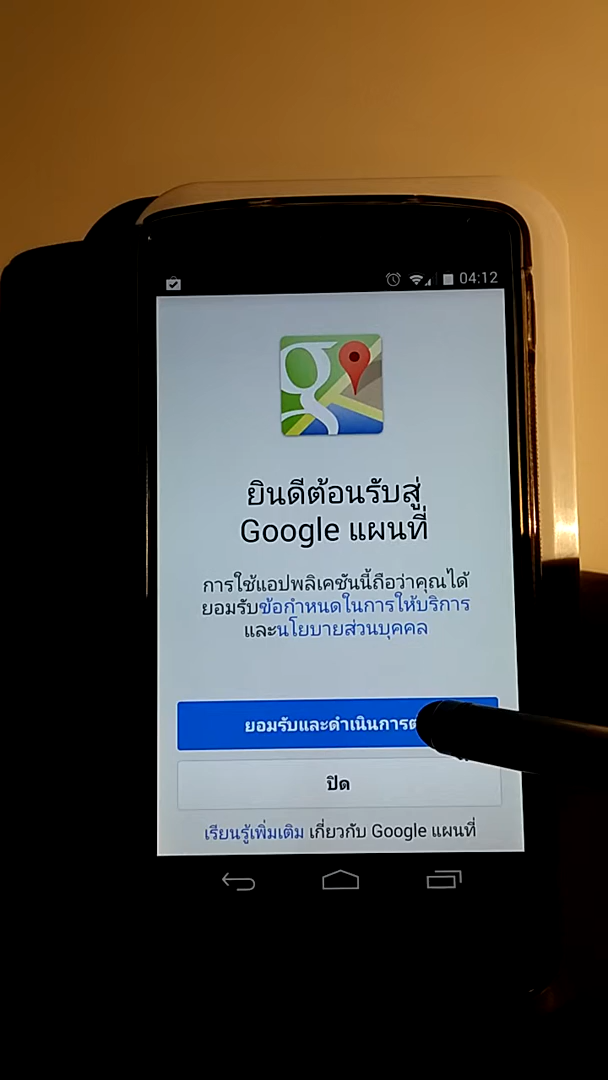 04:12
g
ยินดีต้อนรับสู่
Google แผนที่
การใช้แอปพลิเคชันนี้ถือว่าคุณได้
ยอมรับข้อกำหนดในการให้บริการ
และนโยบายส่วนบุคคล
ยอมรับและดำเนินการ
ปิด
เรียนรู้เพิ่มเติม เกี่ยวกับ Google แผนที่